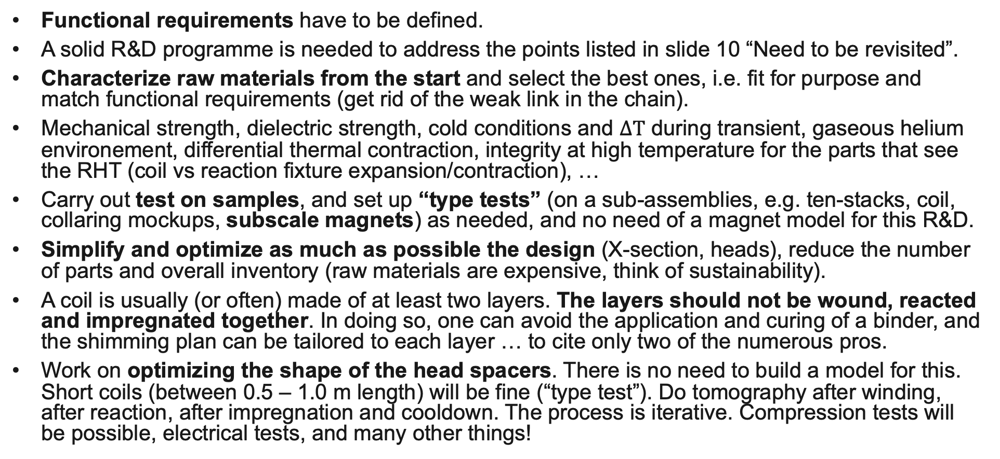 • Functional requirements have to be defined.
• A solid R&D programme is needed to address the points listed in slide 10 “Need to be revisited”.
• Characterize raw materials from the start and select the best ones, i.e. fit for purpose and
match functional requirements (get rid of the weak link in the chain).
• Mechanical strength, dielectric strength, cold conditions and ΔT during transient, gaseous helium
environement, differential thermal contraction, integrity at high temperature for the parts that see
the RHT (coil vs reaction fixture expansion/contraction), …
• Carry out test on samples, and set up “type tests” (on a sub-assemblies, e.g. ten-stacks, coil,
collaring mockups, subscale magnets) as needed, and no need of a magnet model for this R&D.
• Simplify and optimize as much as possible the design (X-section, heads), reduce the number
of parts and overall inventory (raw materials are expensive, think of sustainability).
• A coil is usually (or often) made of at least two layers. The layers should not be wound, reacted
and impregnated together. In doing so, one can avoid the application and curing of a binder, and
the shimming plan can be tailored to each layer … to cite only two of the numerous pros.
• Work on optimizing the shape of the head spacers. There is no need to build a model for this.
Short coils (between 0.5 – 1.0 m length) will be fine (“type test”). Do tomography after winding,
after reaction, after impregnation and cooldown. The process is iterative. Compression tests will
be possible, electrical tests, and many other things!